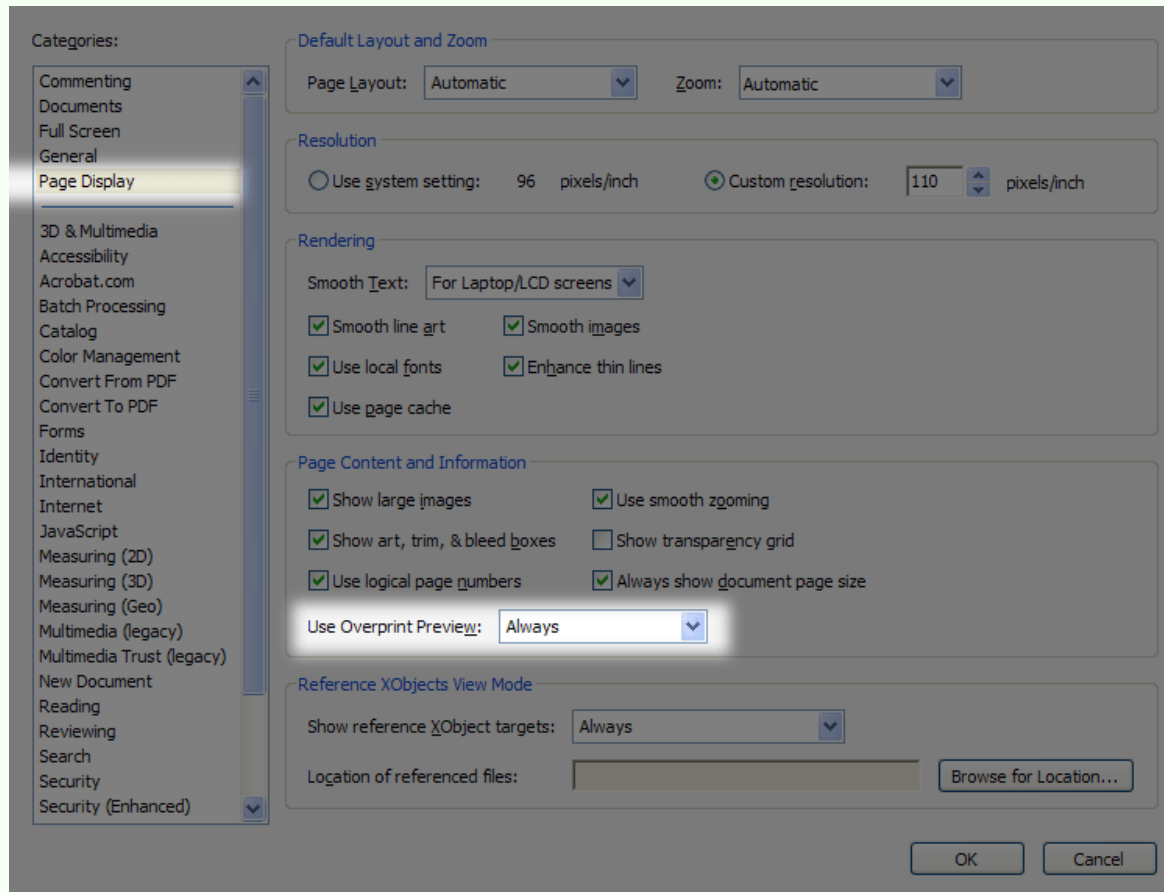 Categories:
Commenting
Documents
Full Screen
General
Page Display
3D & Multimedia
Accessibility
Acrobat.com
Batch Processing
Catalog
Color Management
Convert From PDF
Convert To PDF
Forms
Identity
International
Internet
JavaScript
Measuring (2D)
Measuring (3D)
Measuring (Geo)
Multimedia (legacy)
Multimedia Trust (legacy)
New Document
Reading
Reviewing
Search
Security
Security (Enhanced)
Default Layout and Zoom
Page Layout: Automatic Zoom: Automatic
Resolution
Use system setting: 96 pixels/inch Custom resolution: 110 pixels/inch
Rendering
Smooth Text: For Laptop/LCD screens
Smooth line art Smooth images
Use local fonts Enhance thin lines
Use page cache
Page Content and Information
Show large images Use smooth zooming
Show art, trim, & bleed boxes Show transparency grid
Use logical page numbers Always show document page size
Use Overprint Preview: Always
Reference XObjects View Mode
Show reference XObject targets: Always
Location of referenced files: Browse for Location...
OK Cancel